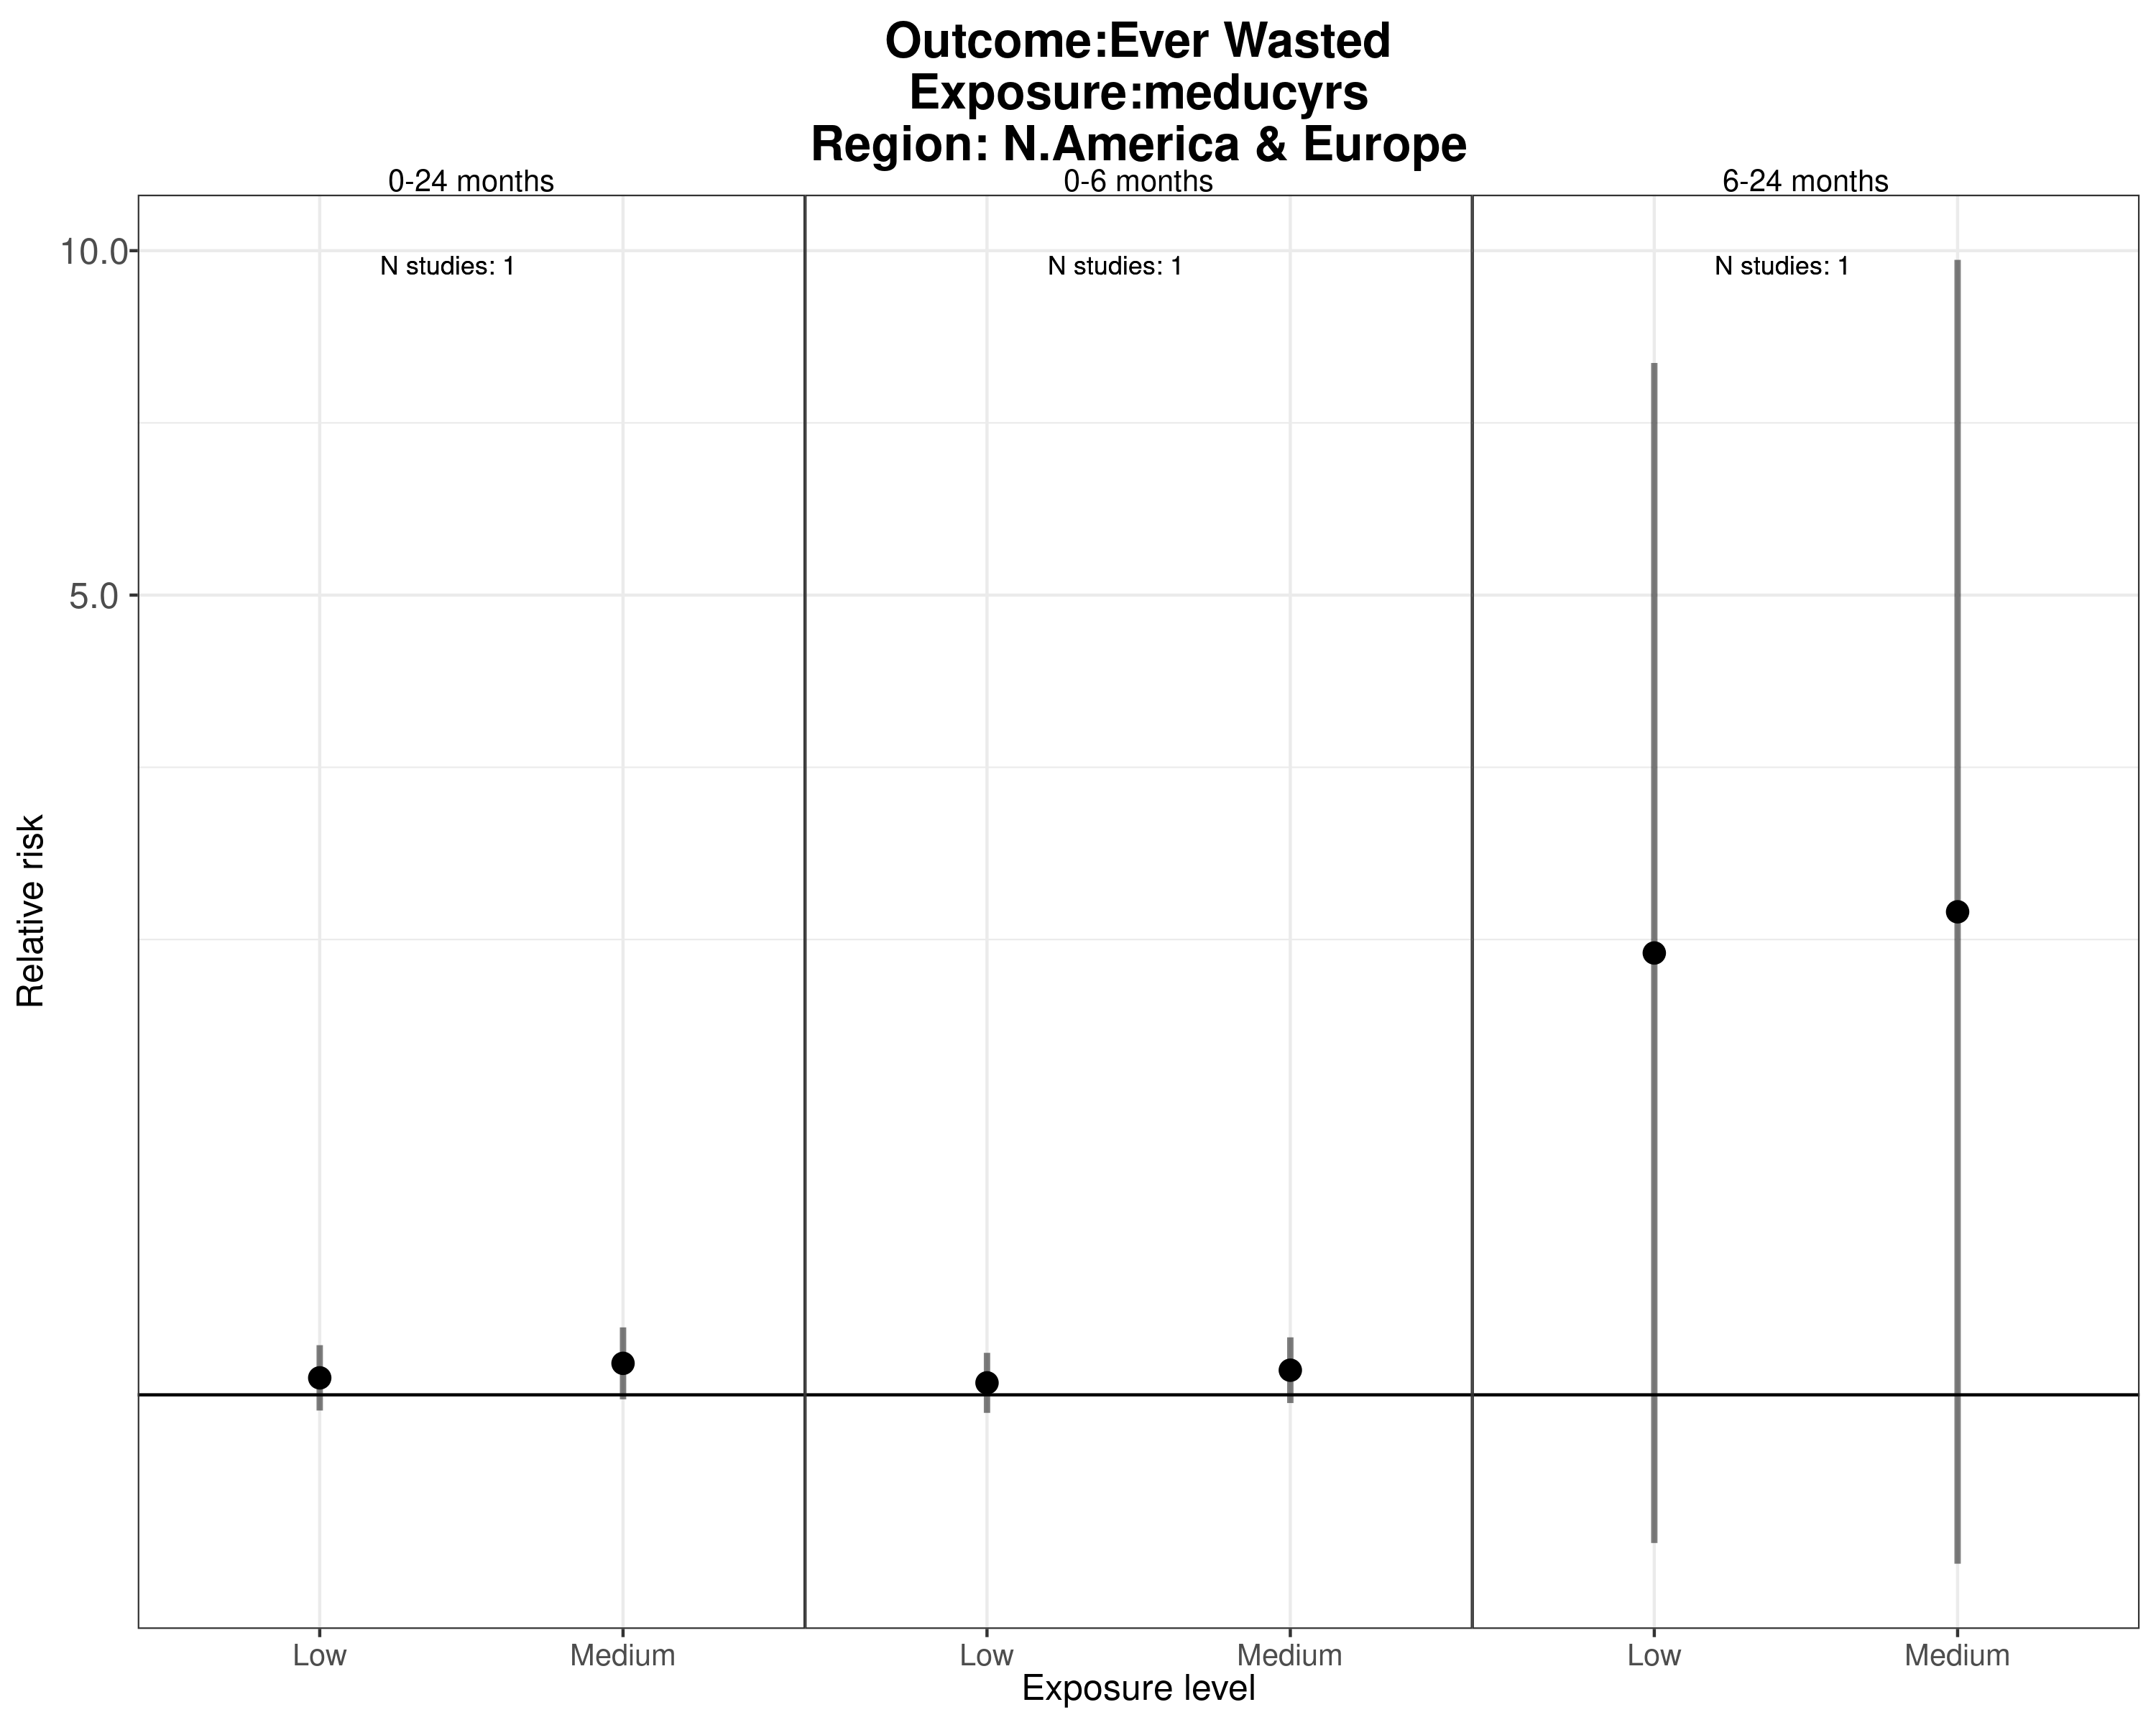 Outcome:Ever Wasted
Exposure:meducyrs
Region: N.America & Europe
0-24 months
0-6 months
6-24 months
N studies: 1
N studies: 1
N studies: 1
10.0
5.0
Relative risk
Low
Medium
Low
Medium
Low
Medium
Exposure level